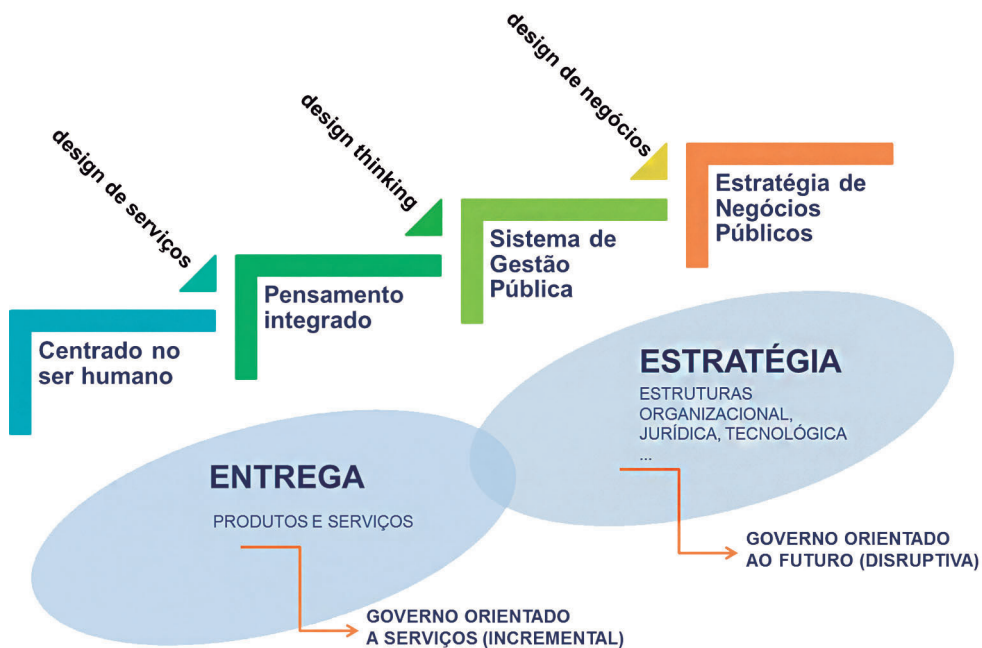 design de serviços
design thinking
design de negócios
Centrado no
ser humano
Pensamento
integrado
Sistema de
Gestão
Pública
Estratégia de
Negócios
Públicos
ENTREGA
PRODUTOS E SERVIÇOS
GOVERNO ORIENTADO
A SERVIÇOS (INCREMENTAL)
ESTRATÉGIA
ESTRUTURAS
ORGANIZACIONAL,
JURÍDICA, TECNOLÓGICA
...
GOVERNO ORIENTADO
AO FUTURO (DISRUPTIVA)